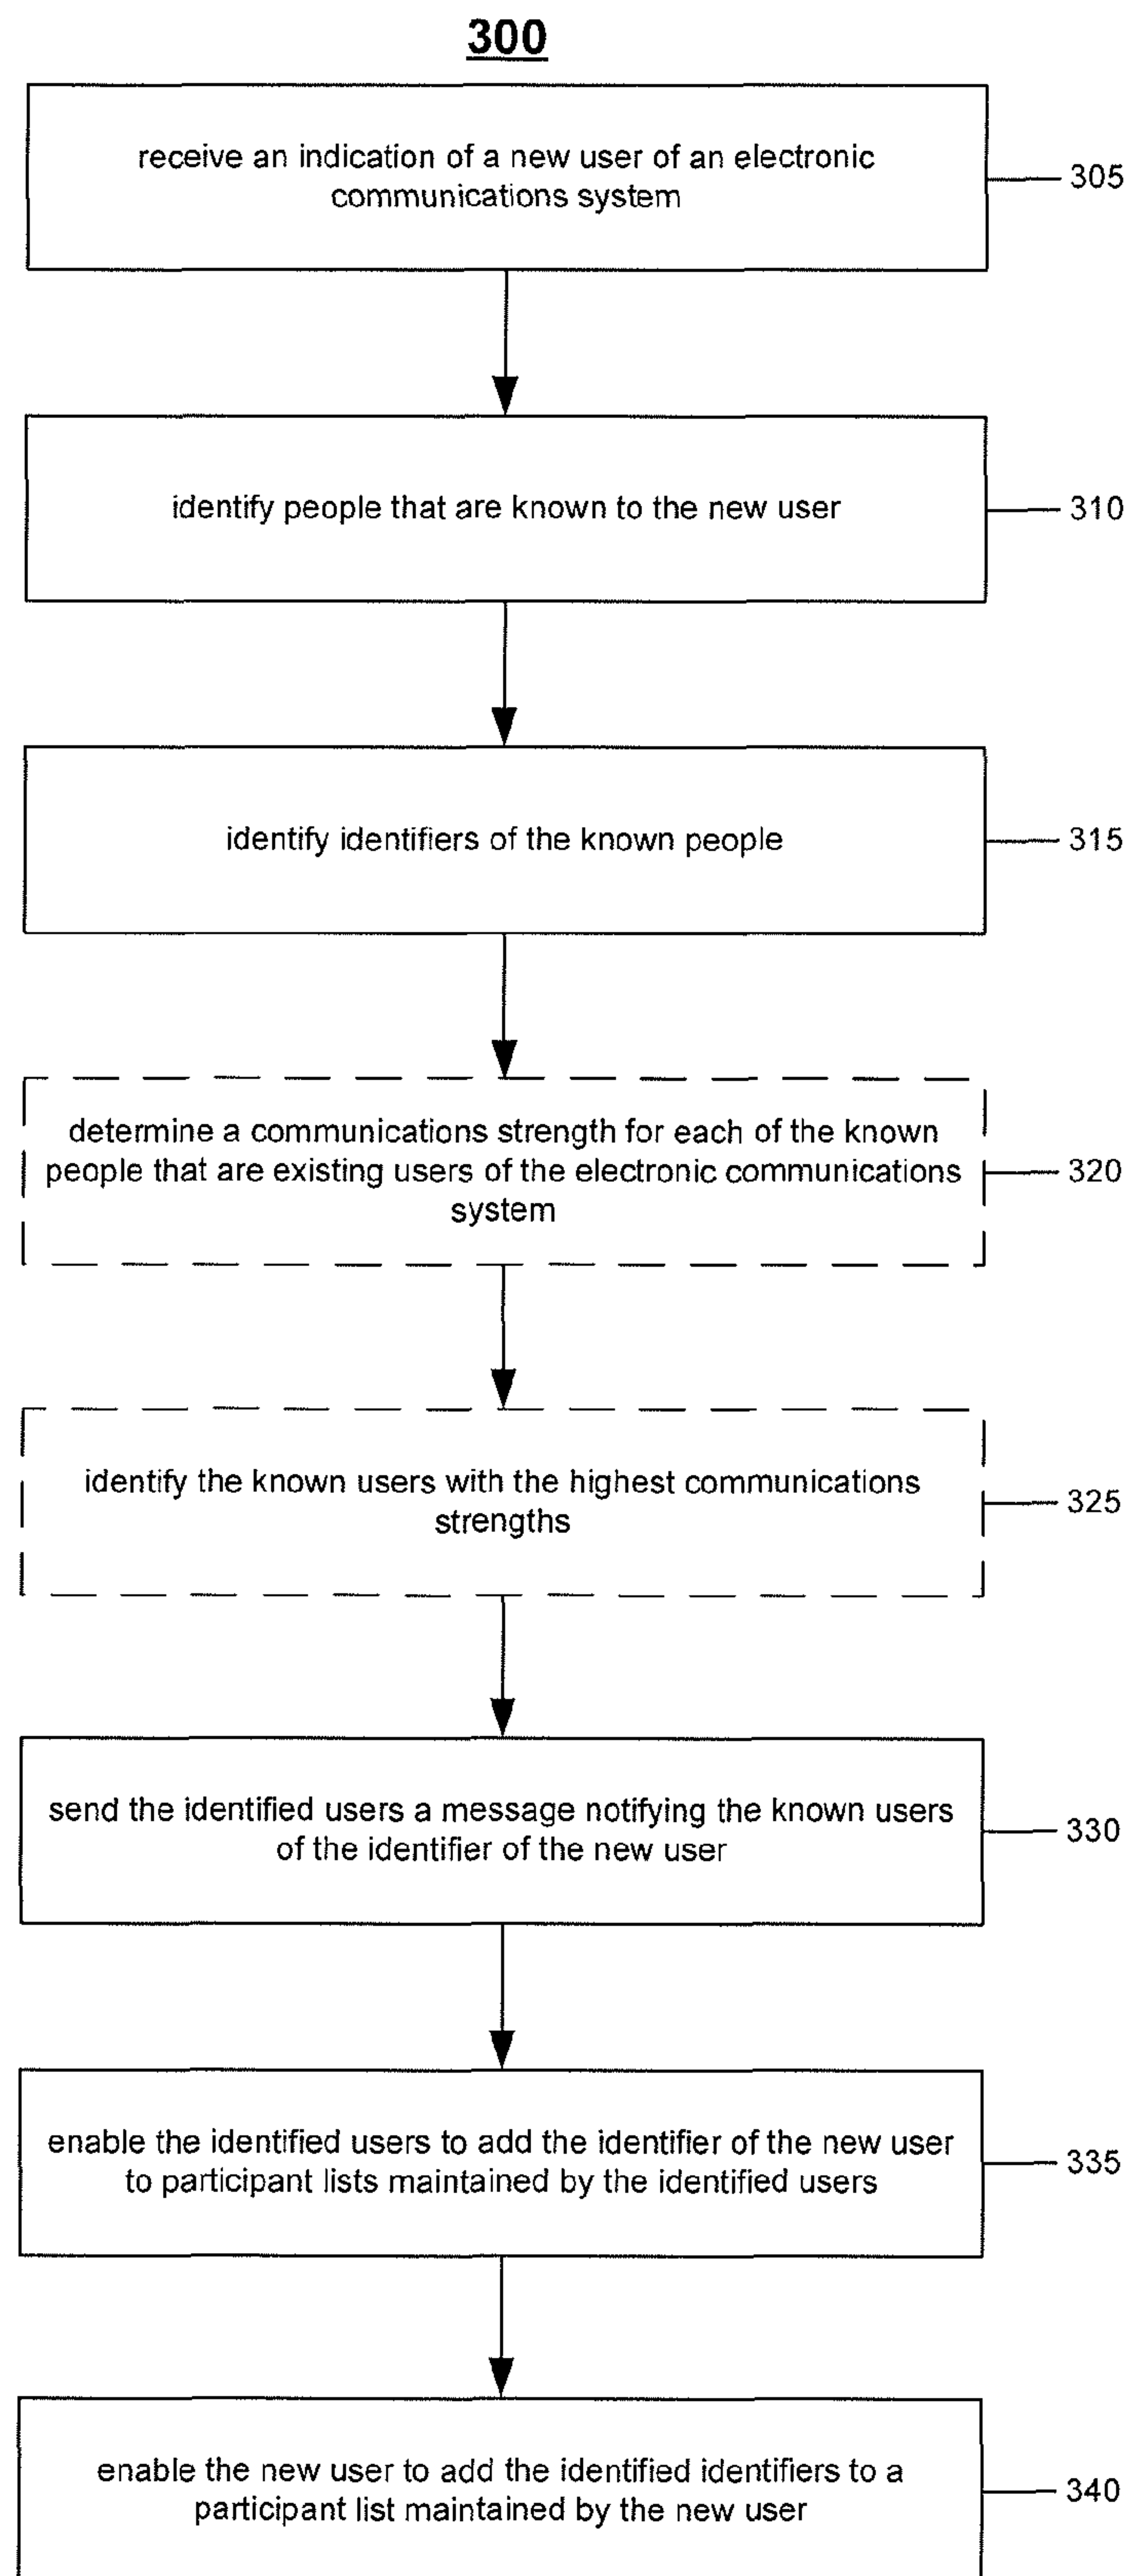 300
receive an indication of a new user of an electronic
communications system
305
identify people that are known to the new user
310
identify identifiers of the known people
315
determine a communications strength for each of the known
people that are existing users of the electronic communications
system
320
identify the known users with the highest communications
strengths
325
send the identified users a message notifying the known users
of the identifier of the new user
330
enable the identified users to add the identifier of the new user
to participant lists maintained by the identified users
335
enable the new user to add the identified identifiers to a
participant list maintained by the new user
340